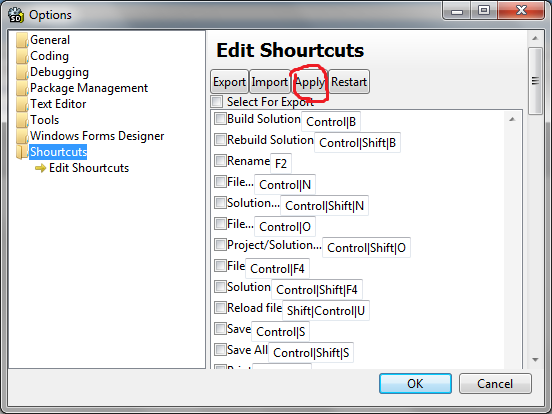 Options
General
Coding
Debugging
Package Management
Text Editor
Tools
Windows Forms Designer
Shourtcuts
Edit Shourtcuts
Edit Shourtcuts
Export Import Apply Restart
Select For Export
Build Solution Control|B
Rebuild Solution Control|Shift|B
Rename F2
File... Control|N
Solution... Control|Shift|N
File... Control|O
Project/Solution... Control|Shift|O
File Control|F4
Solution Control|Shift|F4
Reload file Shift|Control|U
Save Control|S
Save All Control|Shift|S
OK Cancel